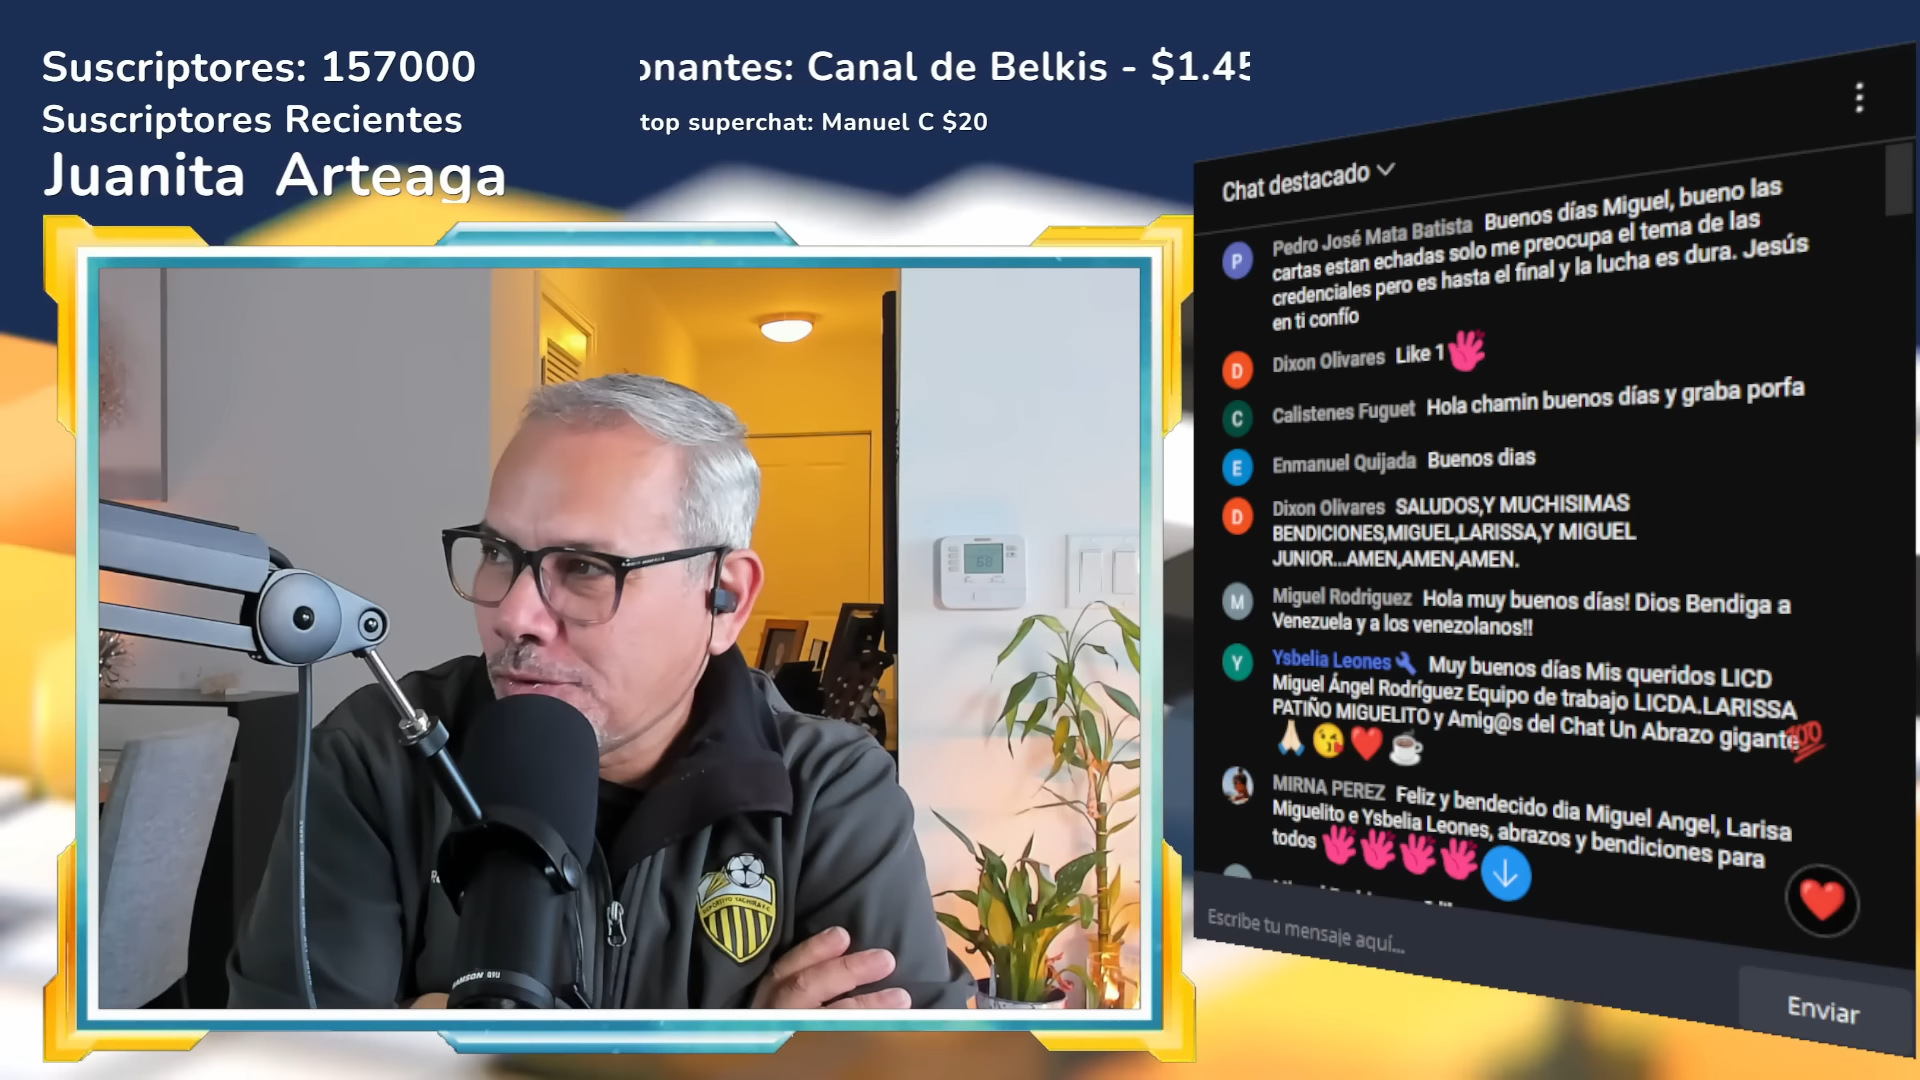 Suscriptores: 157000
Suscriptores Recientes
Juanita Arteaga
onantes: Canal de Belkis - $1.45
top superchat: Manuel C $20
Chat destacado
P
Pedro José Mata Batista Buenos días Miguel, bueno las
cartas estan echadas solo me preocupa el tema de las
credenciales pero es hasta el final y la lucha es dura. Jesús
en ti confío
D
Dixon Olivares Like 1
C
Calistenes Fuguet Hola chamin buenos días y graba porfa
E
Enmanuel Quijada Buenos dias
D
Dixon Olivares SALUDOS,Y MUCHISIMAS
BENDICIONES,MIGUEL,LARISSA,Y MIGUEL
JUNIOR...AMEN,AMEN,AMEN.
M
Miguel Rodriguez Hola muy buenos días! Dios Bendiga a
Venezuela y a los venezolanos!!
Y
Ysbelia Leones🔧 Muy buenos días Mis queridos LICD
Miguel Ángel Rodríguez Equipo de trabajo LICDA.LARISSA
PATIÑO MIGUELITO y Amig@s del Chat Un Abrazo gigante💯
🙏🏻😘❤️☕
MIRNA PEREZ Feliz y bendecido dia Miguel Angel, Larisa
Miguelito e Ysbelia Leones, abrazos y bendiciones para
todos
Escribe tu mensaje aquí...
Enviar
68
DEPORTIVO TACHIRA F.C.
SAMSON Q9U